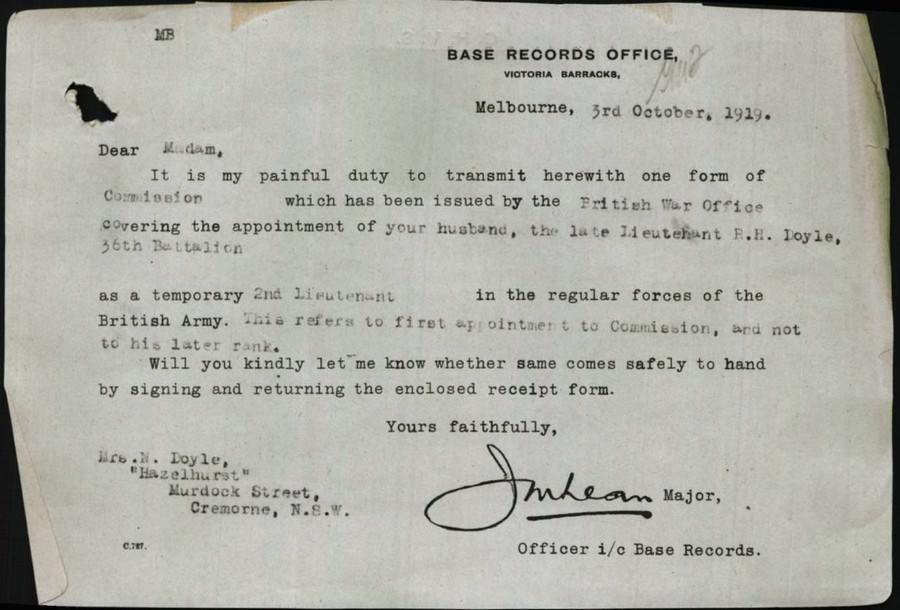 MB
BASE RECORDS OFFICE,
VICTORIA BARRACKS,
Melbourne, 3rd October, 1919.
Dear Madam,
It is my painful duty to transmit herewith one form of
Commission which has been issued by the British War Office
covering the appointment of your husband, the late Lieutenant R.H. Doyle,
36th Battalion
as a temporary 2nd Lieutenant in the regular forces of the
British Army. This refers to first appointment to Commission, and not
to his later rank.
Will you kindly let me know whether same comes safely to hand
by signing and returning the enclosed receipt form.
Yours faithfully,
Mrs.N. Doyle,
"Hazelhurst"
Murdock Street,
Cremorne, N.S.W.
JMLean Major,
C.787.
Officer i/c Base Records.